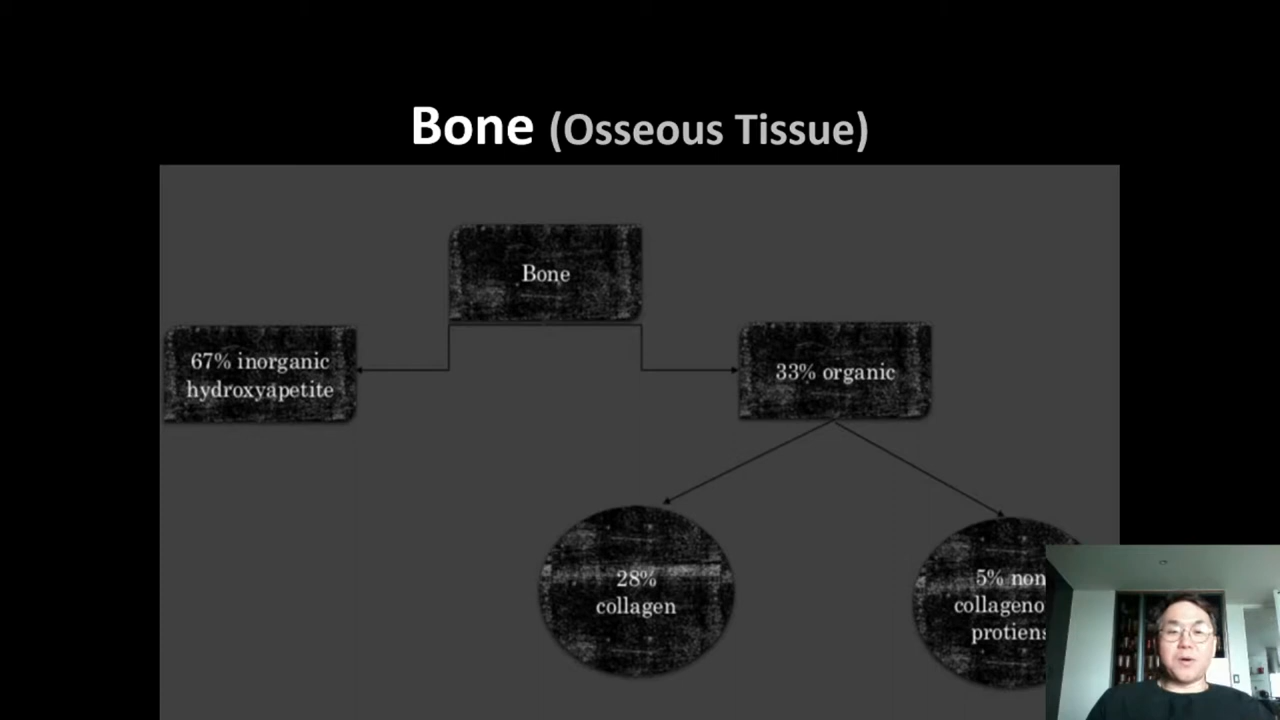 Bone (Osseous Tissue)
Bone
67% inorganic
hydroxyapetite
33% organic
28%
collagen
5% non
collageno
protiens